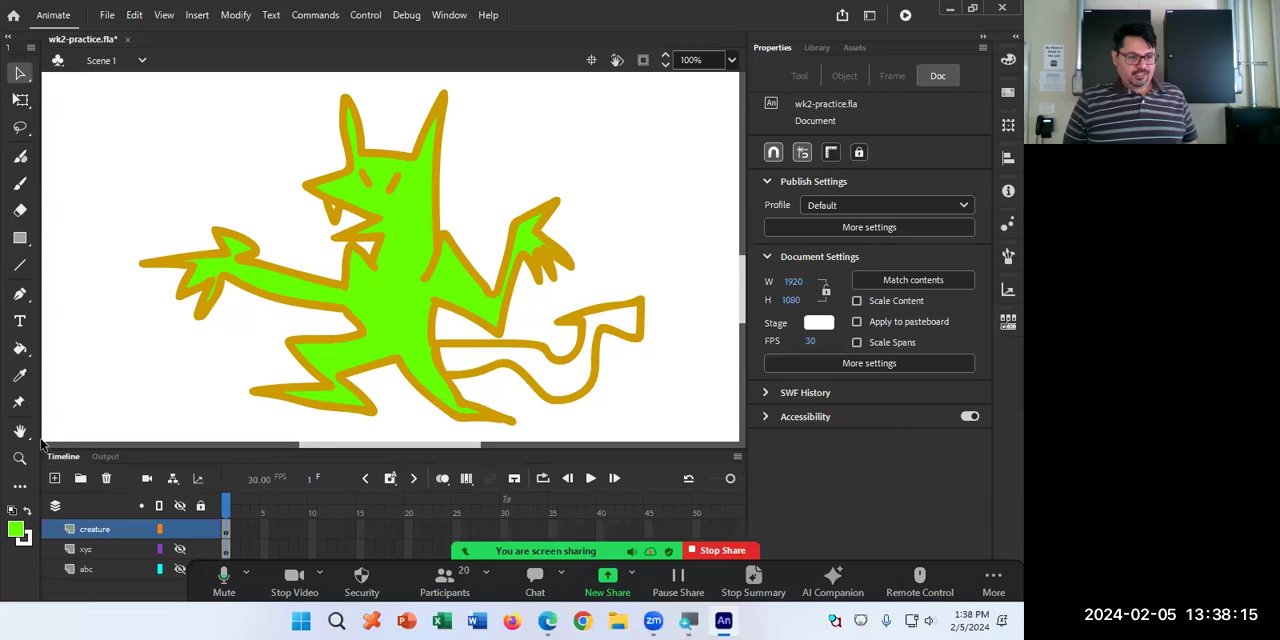 Animate File Edit View Insert Modify Text Commands Control Debug Window Help
wk2-practice.fla* ×
Scene 1 100%
Properties Library Assets
Tool Object Frame Doc
An wk2-practice.fla
Document
Publish Settings
Profile Default
More settings
Document Settings
W 1920 Match contents
H 1080 Scale Content
Stage Apply to pasteboard
FPS 30 Scale Spans
More settings
SWF History
Accessibility
Timeline Output
30.00 FPS 1 F
1s
5 10 15 20 25 30 35 40 45 50
creature
xyz
abc
You are screen sharing Stop Share
20
Mute Stop Video Security Participants Chat New Share Pause Share Stop Summary AI Companion Remote Control More
1:38 PM
2/5/2024
2024-02-05 13:38:15